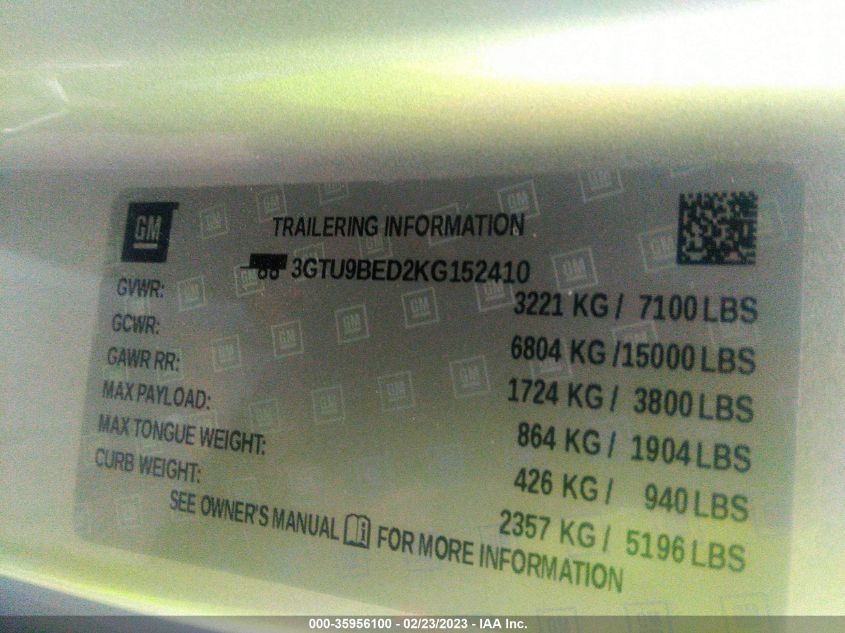 GM
TRAILERING INFORMATION
3GTU9BED2KG152410
GVWR: 3221 KG / 7100 LBS
GCWR: 6804 KG / 15000 LBS
GAWR RR: 1724 KG / 3800 LBS
MAX PAYLOAD: 864 KG / 1904 LBS
MAX TONGUE WEIGHT: 426 KG / 940 LBS
CURB WEIGHT: 2357 KG / 5196 LBS
SEE OWNER'S MANUAL FOR MORE INFORMATION
000-35956100 - 02/23/2023 - IAA Inc.